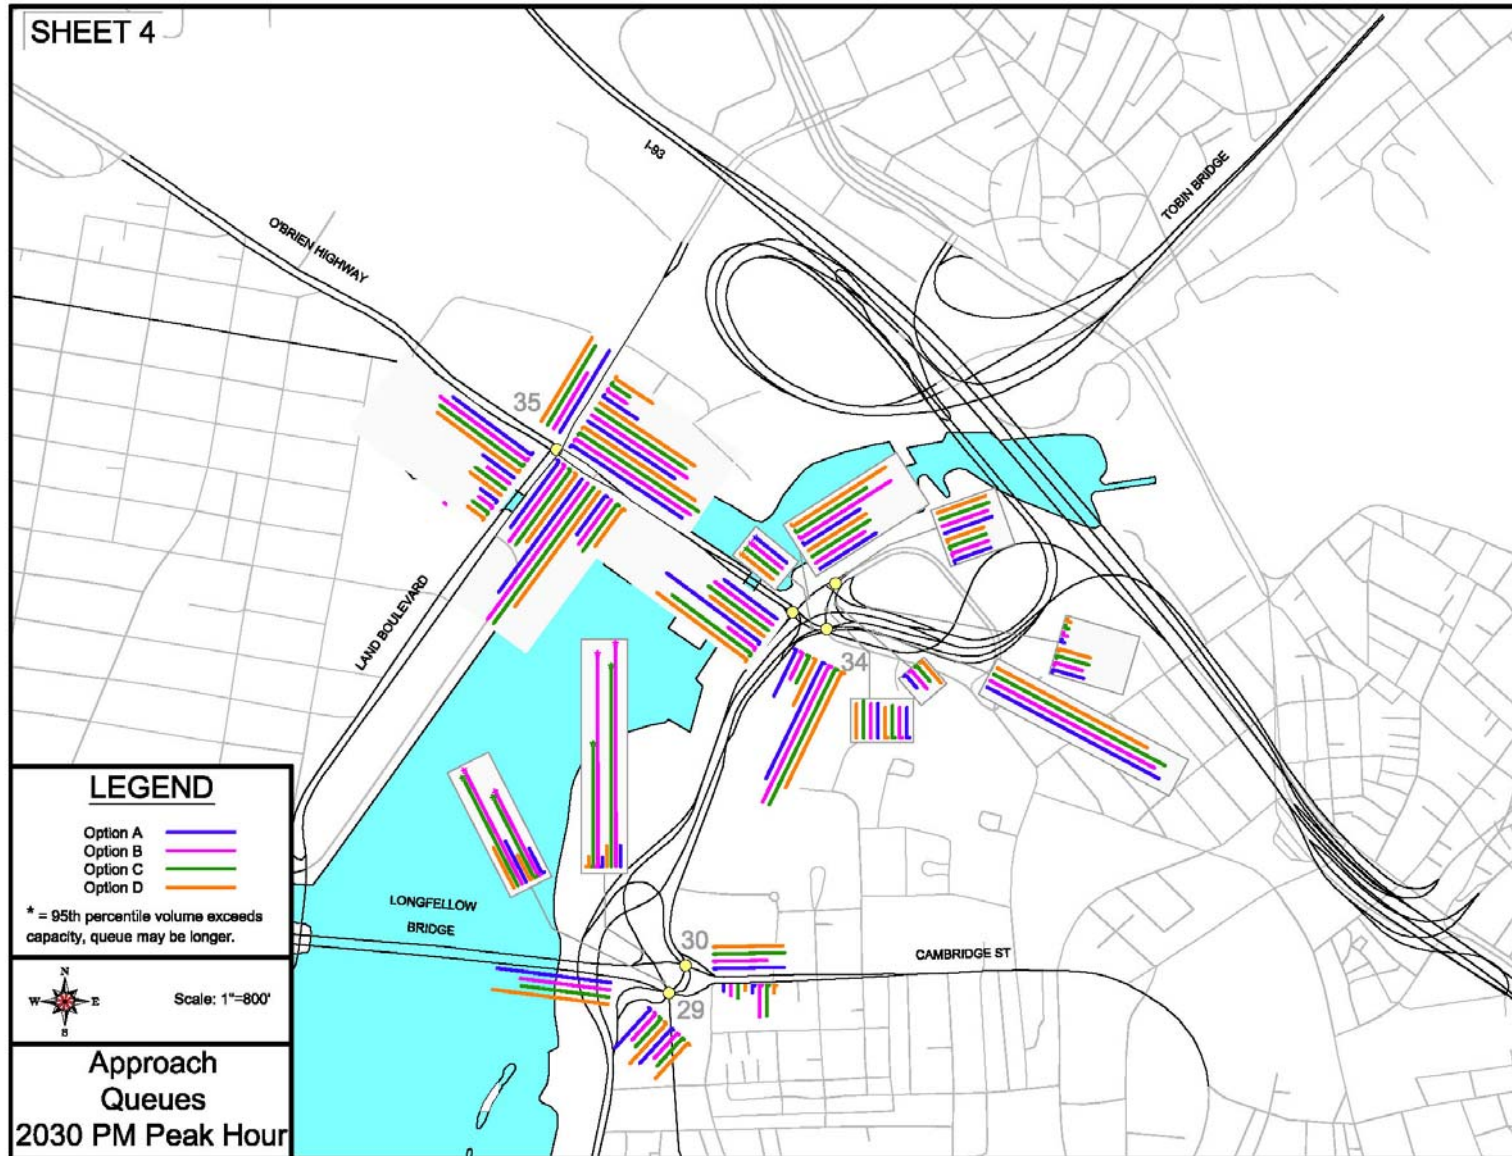 SHEET 4
I-93
TOBIN BRIDGE
O'BRIEN HIGHWAY
35
LAND BOULEVARD
34
LEGEND
Option A
Option B
Option C
Option D
* = 95th percentile volume exceeds
capacity, queue may be longer.
LONGFELLOW
BRIDGE
30
CAMBRIDGE ST
29
N
W E
S
Scale: 1"=800'
Approach
Queues
2030 PM Peak Hour